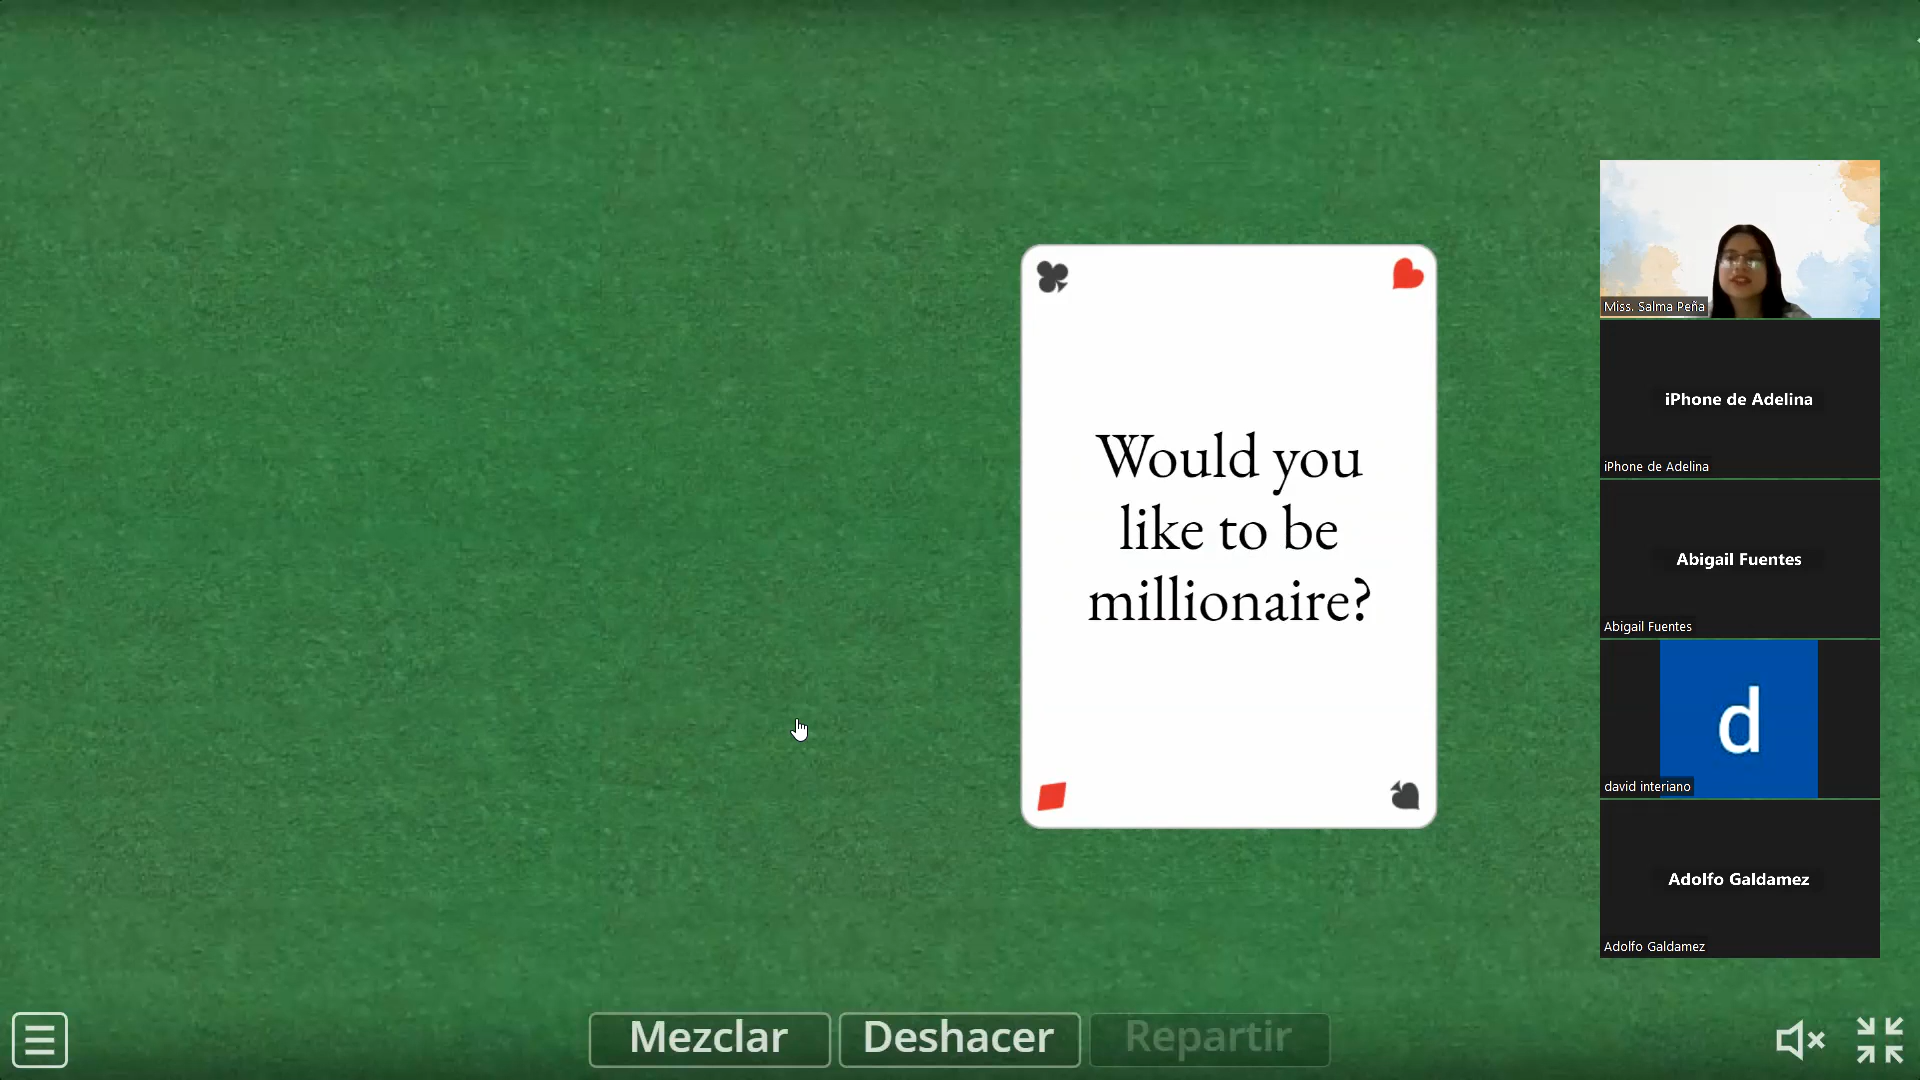 Would you
like to be
millionaire?
Miss. Salma Peña
iPhone de Adelina
iPhone de Adelina
Abigail Fuentes
Abigail Fuentes
d
david interiano
Adolfo Galdamez
Adolfo Galdamez
Mezclar
Deshacer
Repartir